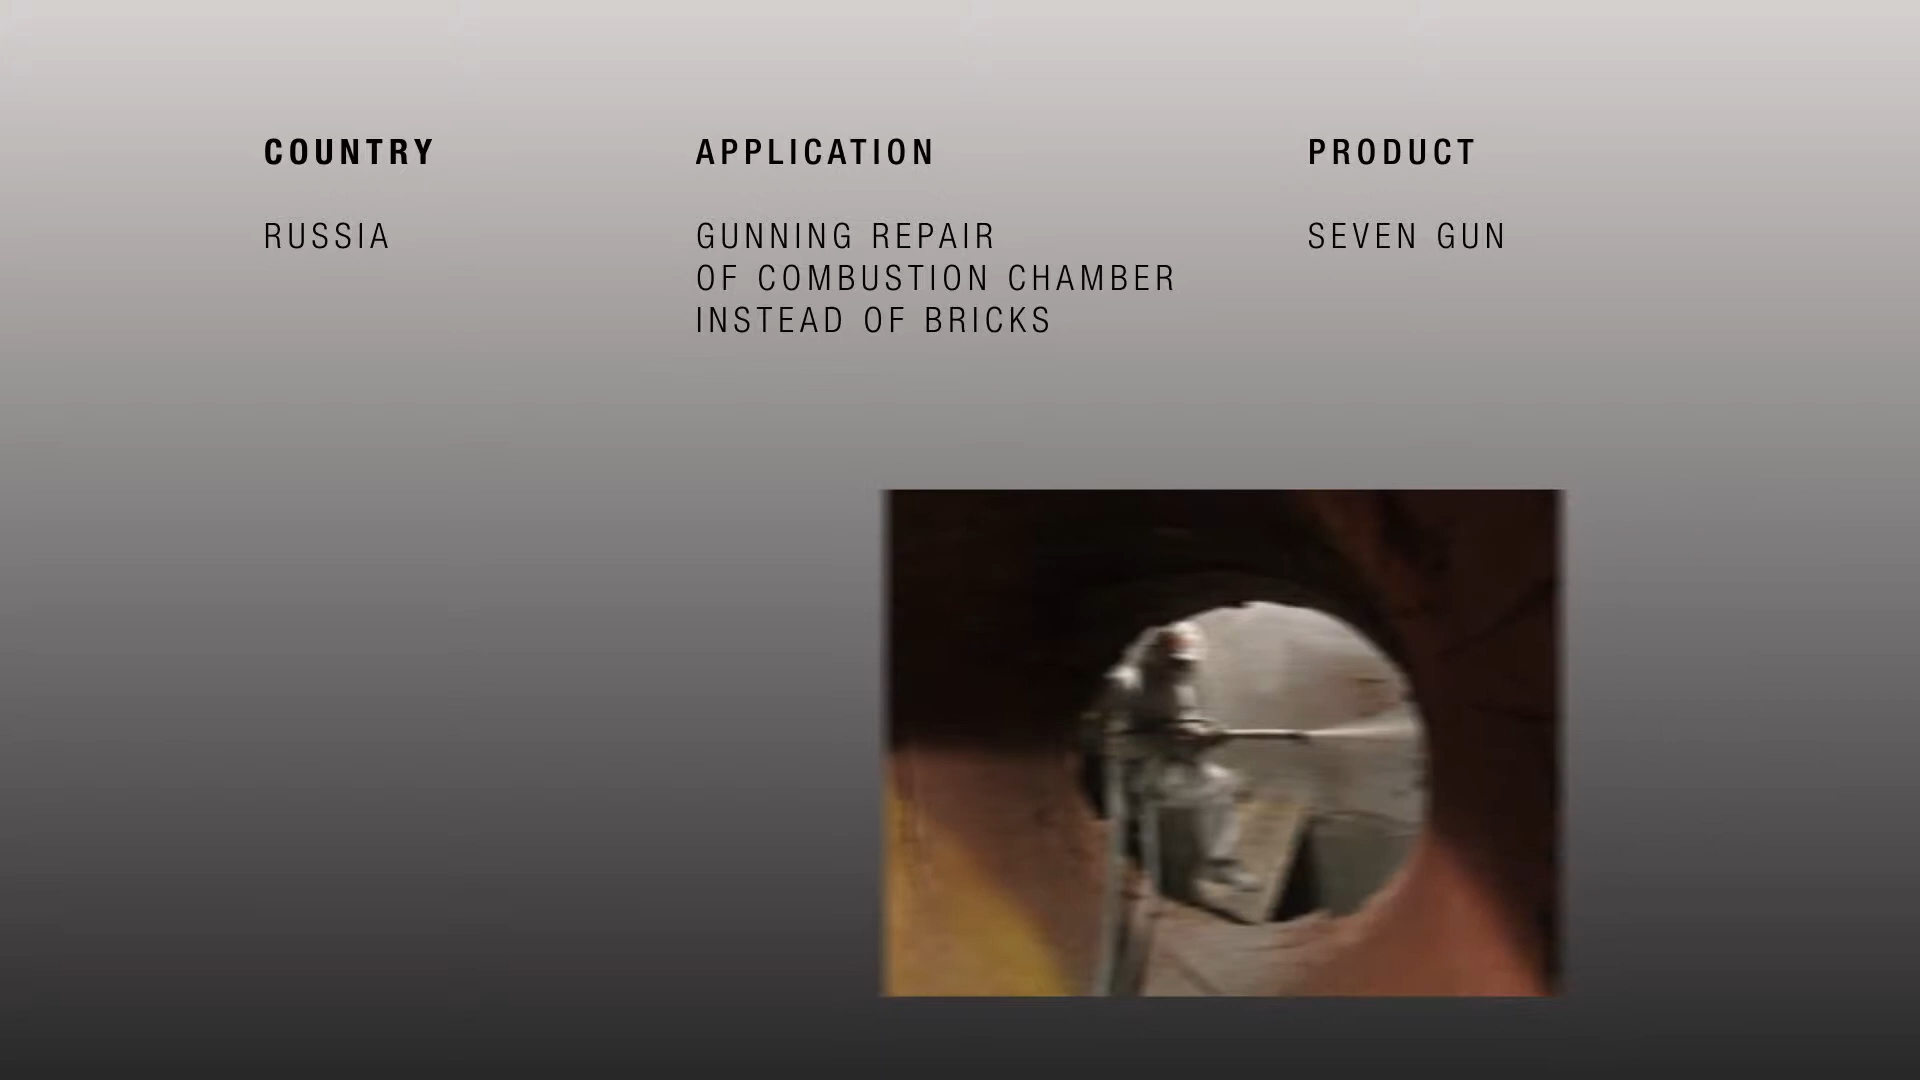 COUNTRY
APPLICATION
PRODUCT
RUSSIA
GUNNING REPAIR
OF COMBUSTION CHAMBER
INSTEAD OF BRICKS
SEVEN GUN